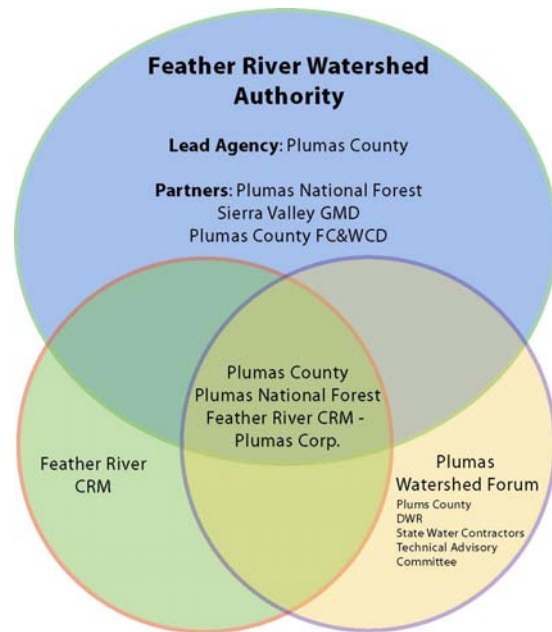 Feather River Watershed
Authority
Lead Agency: Plumas County
Partners: Plumas National Forest
Sierra Valley GMD
Plumas County FC&WCD
Plumas County
Plumas National Forest
Feather River CRM -
Plumas Corp.
Feather River
CRM
Plumas
Watershed Forum
Plums County
DWR
State Water Contractors
Technical Advisory
Committee